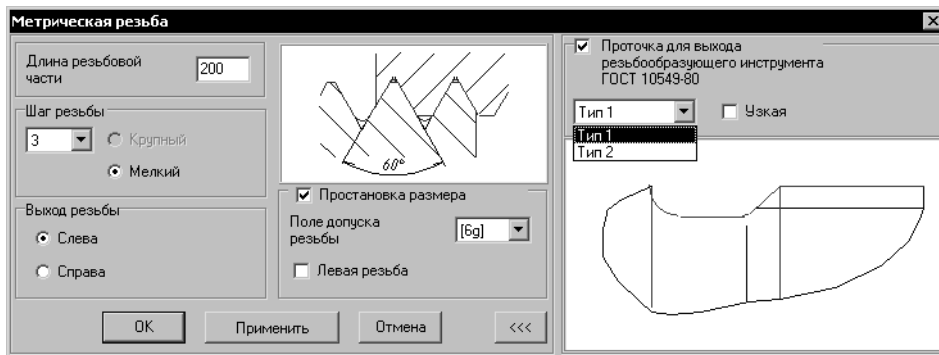 Метрическая резьба
Длина резьбовой
части
200
Шаг резьбы
3
Крупный
Мелкий
Выход резьбы
Слева
Справа
60°
Простановка размера
Поле допуска
резьбы
[6g]
Левая резьба
OK
Применить
Отмена
<<<
Проточка для выхода
резьбообразующего инструмента
ГОСТ 10549-80
Тип 1
Узкая
Тип 1
Тип 2